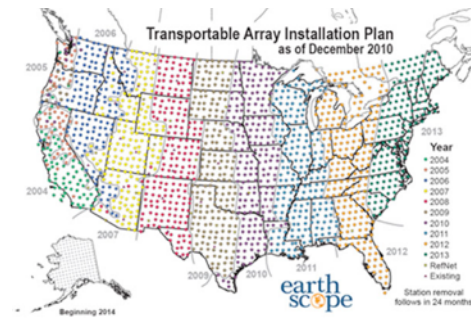 Transportable Array Installation Plan
as of December 2010
2006
2005
2004
2007
2009
2010
2011
2012
2013
Year
2004
2005
2006
2007
2008
2009
2010
2011
2012
2013
RefNet
Existing
Station removal
follows in 24 months
earth
scope
Beginning 2014